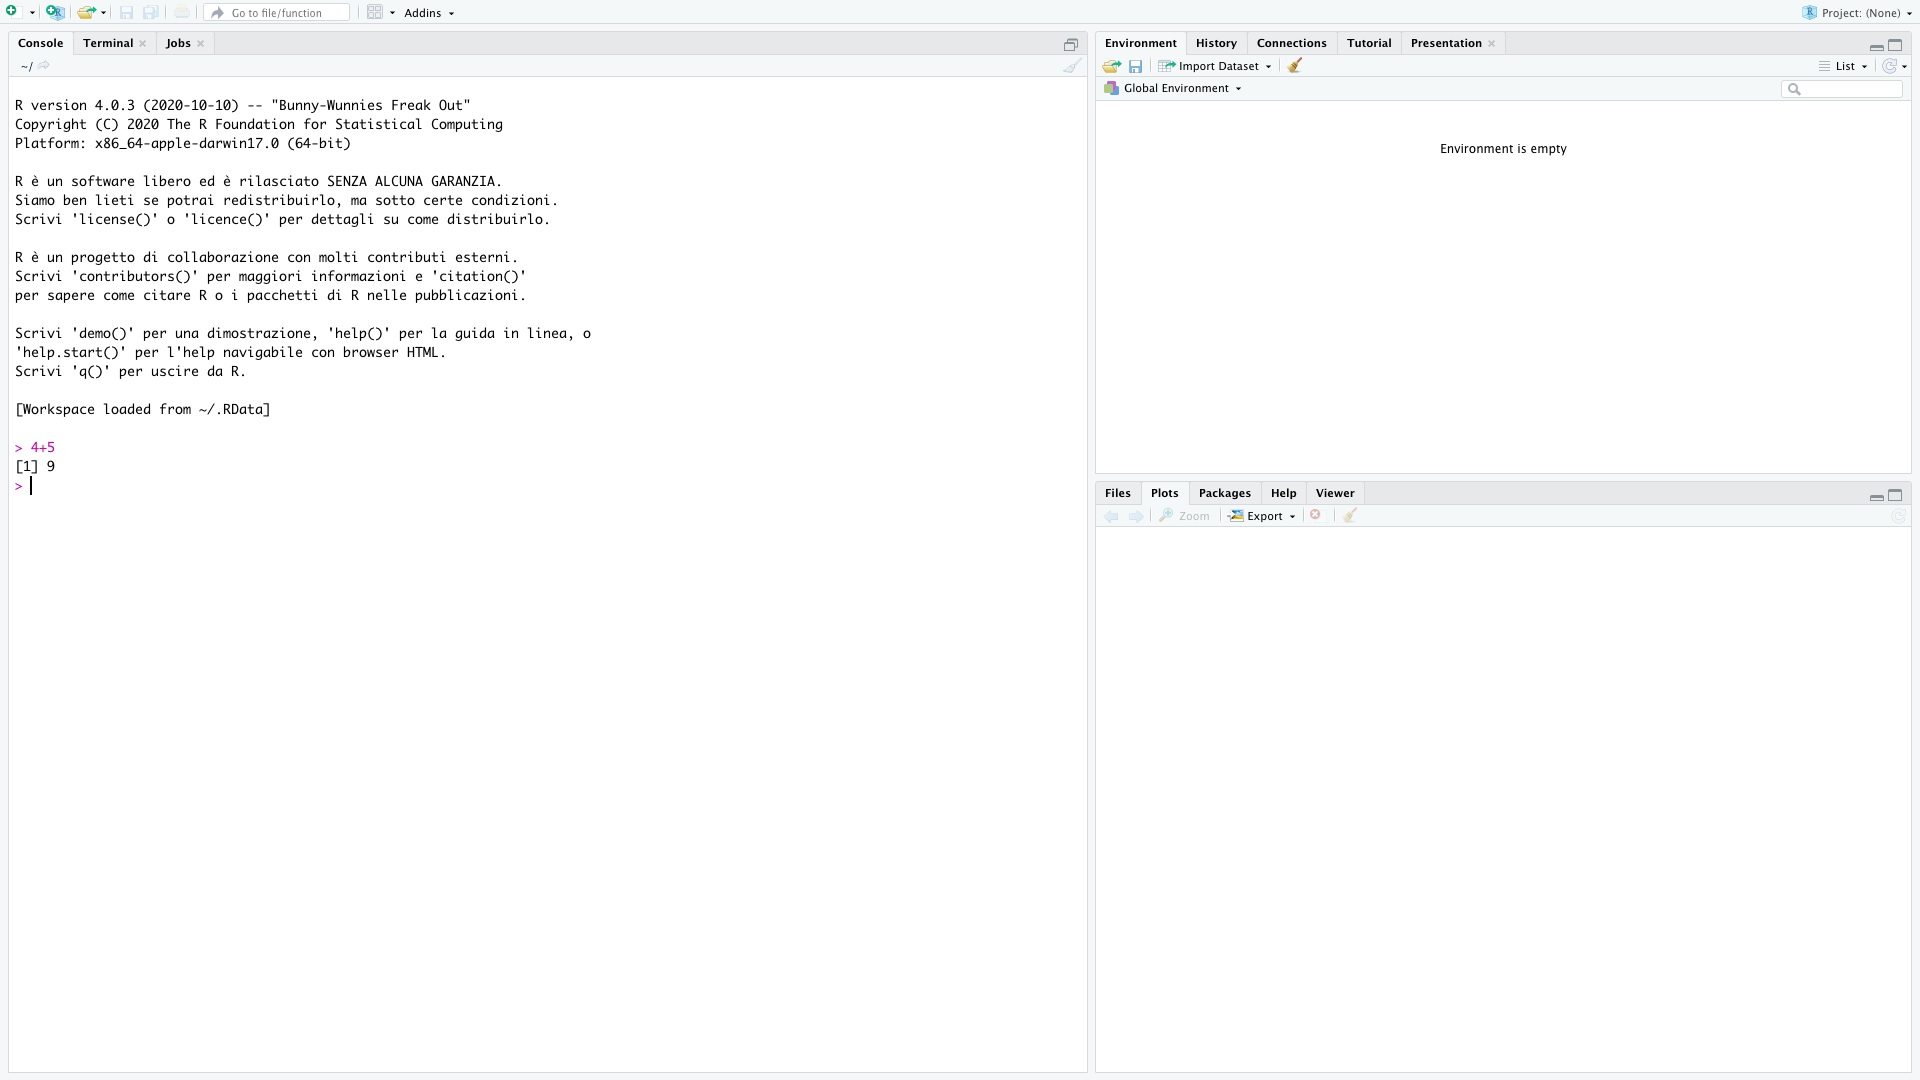 Go to file/function
Addins
Project: (None)
Console
Terminal
Jobs
~/
R version 4.0.3 (2020-10-10) -- "Bunny-Wunnies Freak Out"
Copyright (C) 2020 The R Foundation for Statistical Computing
Platform: x86_64-apple-darwin17.0 (64-bit)
R è un software libero ed è rilasciato SENZA ALCUNA GARANZIA.
Siamo ben lieti se potrai redistribuirlo, ma sotto certe condizioni.
Scrivi 'license()' o 'licence()' per dettagli su come distribuirlo.
R è un progetto di collaborazione con molti contributi esterni.
Scrivi 'contributors()' per maggiori informazioni e 'citation()'
per sapere come citare R o i pacchetti di R nelle pubblicazioni.
Scrivi 'demo()' per una dimostrazione, 'help()' per la guida in linea, o
'help.start()' per l'help navigabile con browser HTML.
Scrivi 'q()' per uscire da R.
[Workspace loaded from ~/.RData]
> 4+5
[1] 9
>
Environment
History
Connections
Tutorial
Presentation
Import Dataset
List
Global Environment
Environment is empty
Files
Plots
Packages
Help
Viewer
Zoom
Export